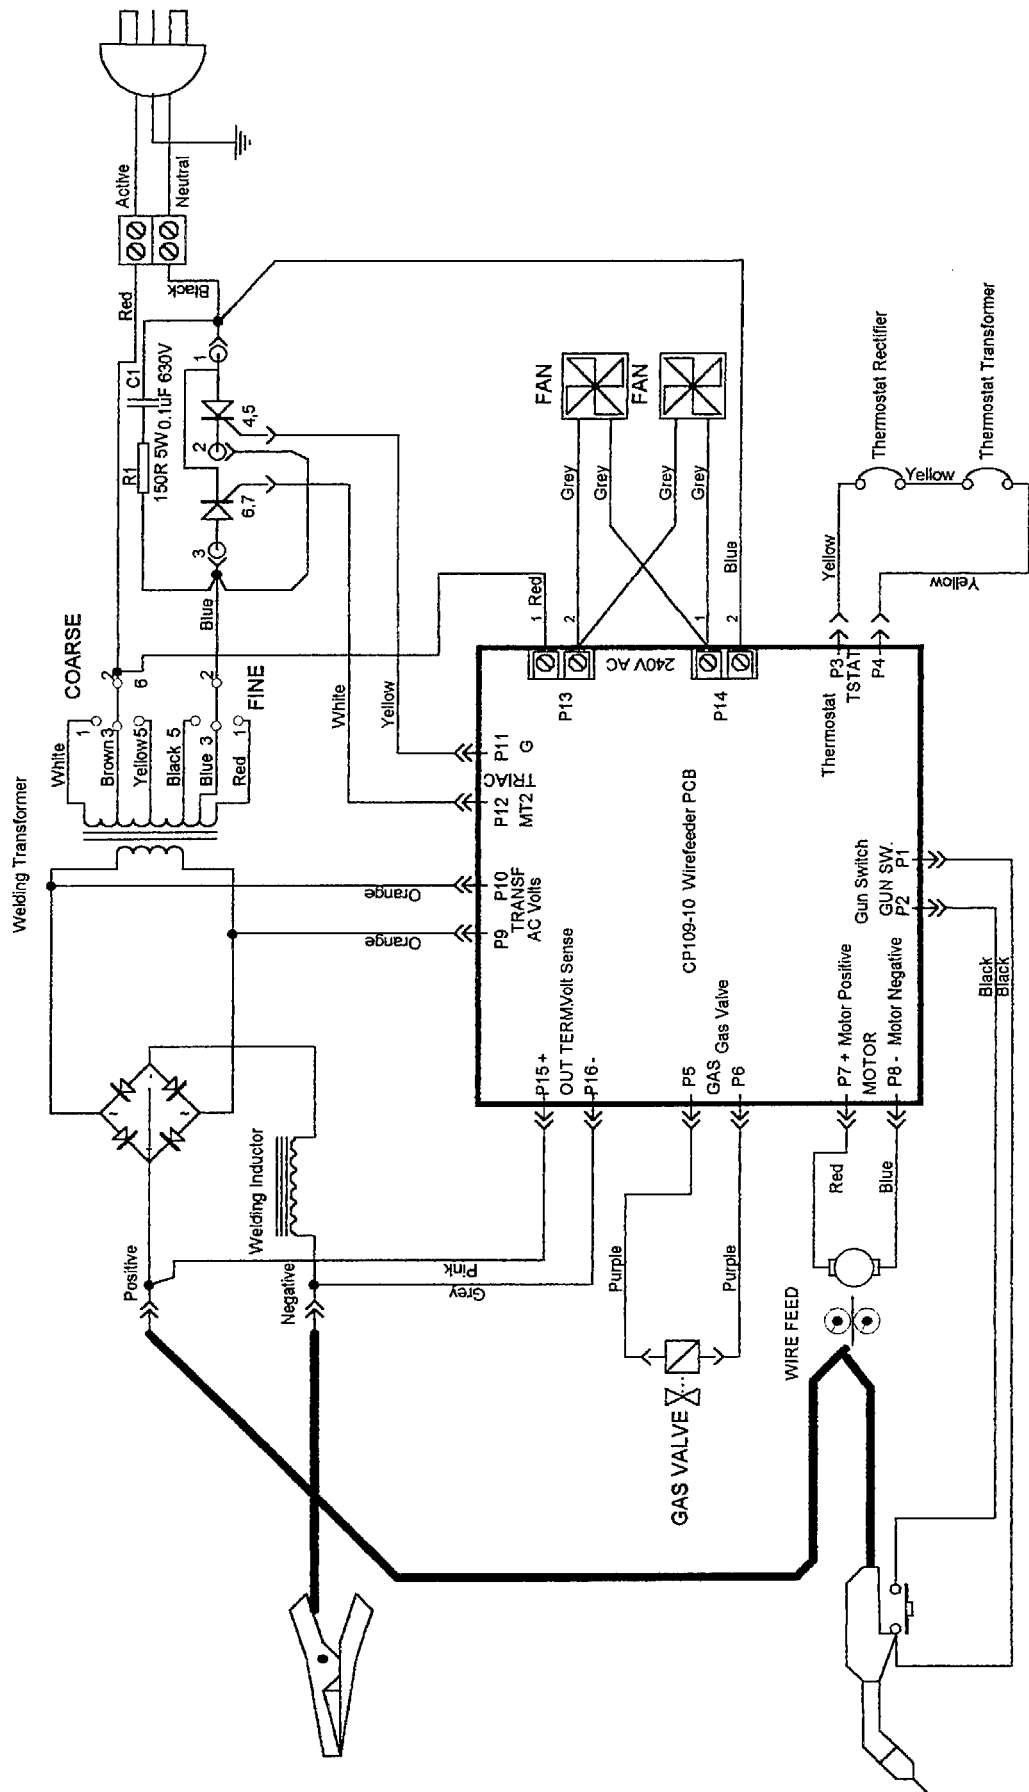 Welding Transformer
COARSE
FINE
White
1
Brown 3
Yellow 5
Black 5
Blue 3
Red
1
2
6
2
Blue
R1
150R 5W
C1
0.1uF 630V
3
6,7
2
4,5
1
Red
Black
Active
Neutral
Orange
Orange
White
Yellow
Red
Blue
Grey
Grey
Grey
Grey
FAN
FAN
Positive
Negative
Welding Inductor
Pink
Grey
P9
P10
TRANSF
AC Volts
P12
MT2
TRIAC
P11
G
P13
1
2
240V AC
P14
1
2
Thermostat
P3
TSTAT
P4
Yellow
Yellow
Yellow
Thermostat Rectifier
Thermostat Transformer
CP109-10 Wirefeeder PCB
P15 +
OUT TERM.Volt Sense
P16 -
P5
GAS
Gas Valve
P6
P7 + Motor Positive
MOTOR
P8 - Motor Negative
Gun Switch
GUN SW.
P2
P1
Black
Black
Purple
Purple
GAS VALVE
Red
Blue
WIRE FEED